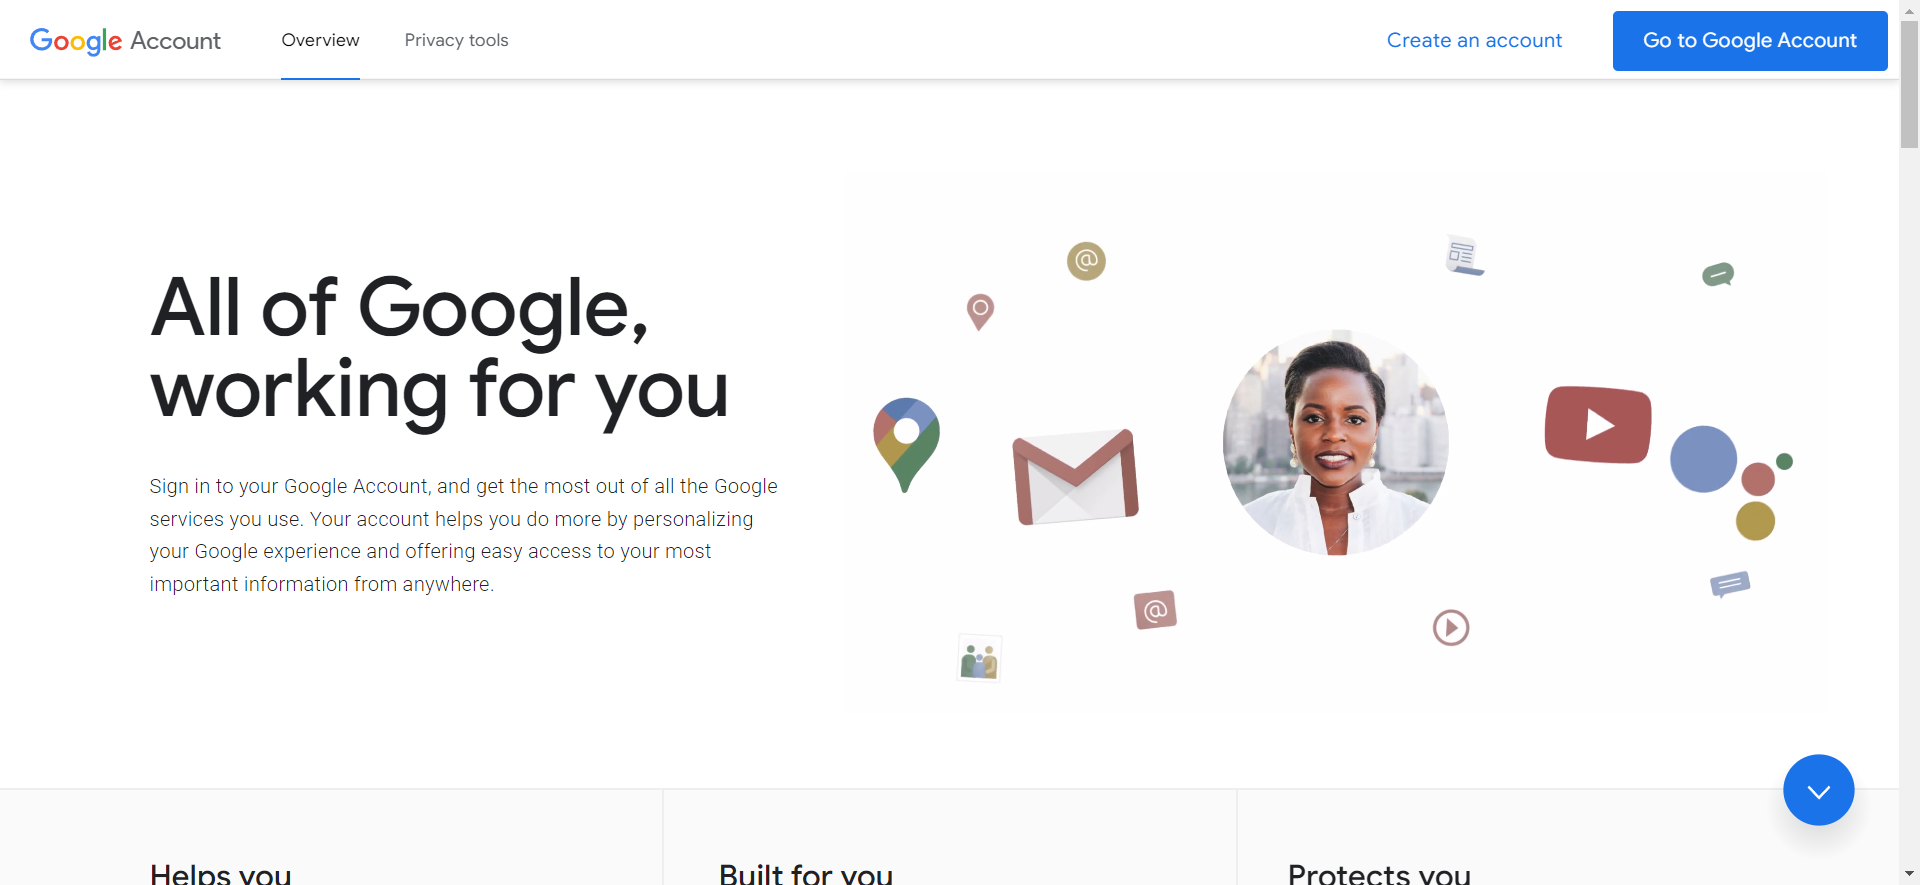 Google Account
Overview
Privacy tools
Create an account
Go to Google Account
All of Google,
working for you
Sign in to your Google Account, and get the most out of all the Google
services you use. Your account helps you do more by personalizing
your Google experience and offering easy access to your most
important information from anywhere.
@
@
Helps you
Built for you
Protects you